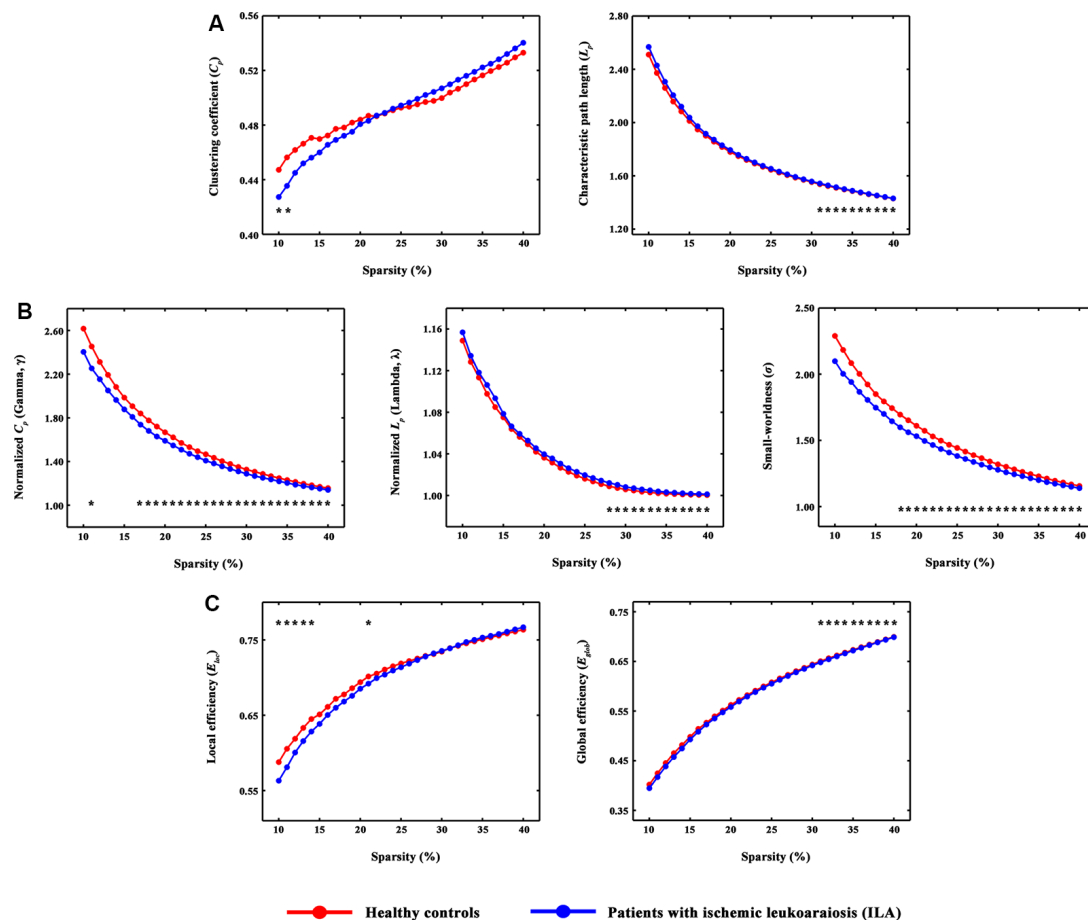 A
Clustering coefficient (Cp)
0.56
0.52
0.48
0.44
0.40
**
10 15 20 25 30 35 40
Sparsity (%)
Characteristic path length (Lp)
2.80
2.40
2.00
1.60
1.20
**********
10 15 20 25 30 35 40
Sparsity (%)
B
Normalized Cp (Gamma, γ)
2.60
2.20
1.80
1.40
1.00
* ************************
10 15 20 25 30 35 40
Sparsity (%)
Normalized Lp (Lambda, λ)
1.16
1.12
1.08
1.04
1.00
*************
10 15 20 25 30 35 40
Sparsity (%)
Small-worldness (σ)
2.50
2.00
1.50
1.00
***********************
10 15 20 25 30 35 40
Sparsity (%)
C
Local efficiency (Eloc)
0.75
0.65
0.55
***** *
10 15 20 25 30 35 40
Sparsity (%)
Global efficiency (Eglob)
0.75
0.65
0.55
0.45
0.35
**********
10 15 20 25 30 35 40
Sparsity (%)
Healthy controls
Patients with ischemic leukoaraiosis (ILA)